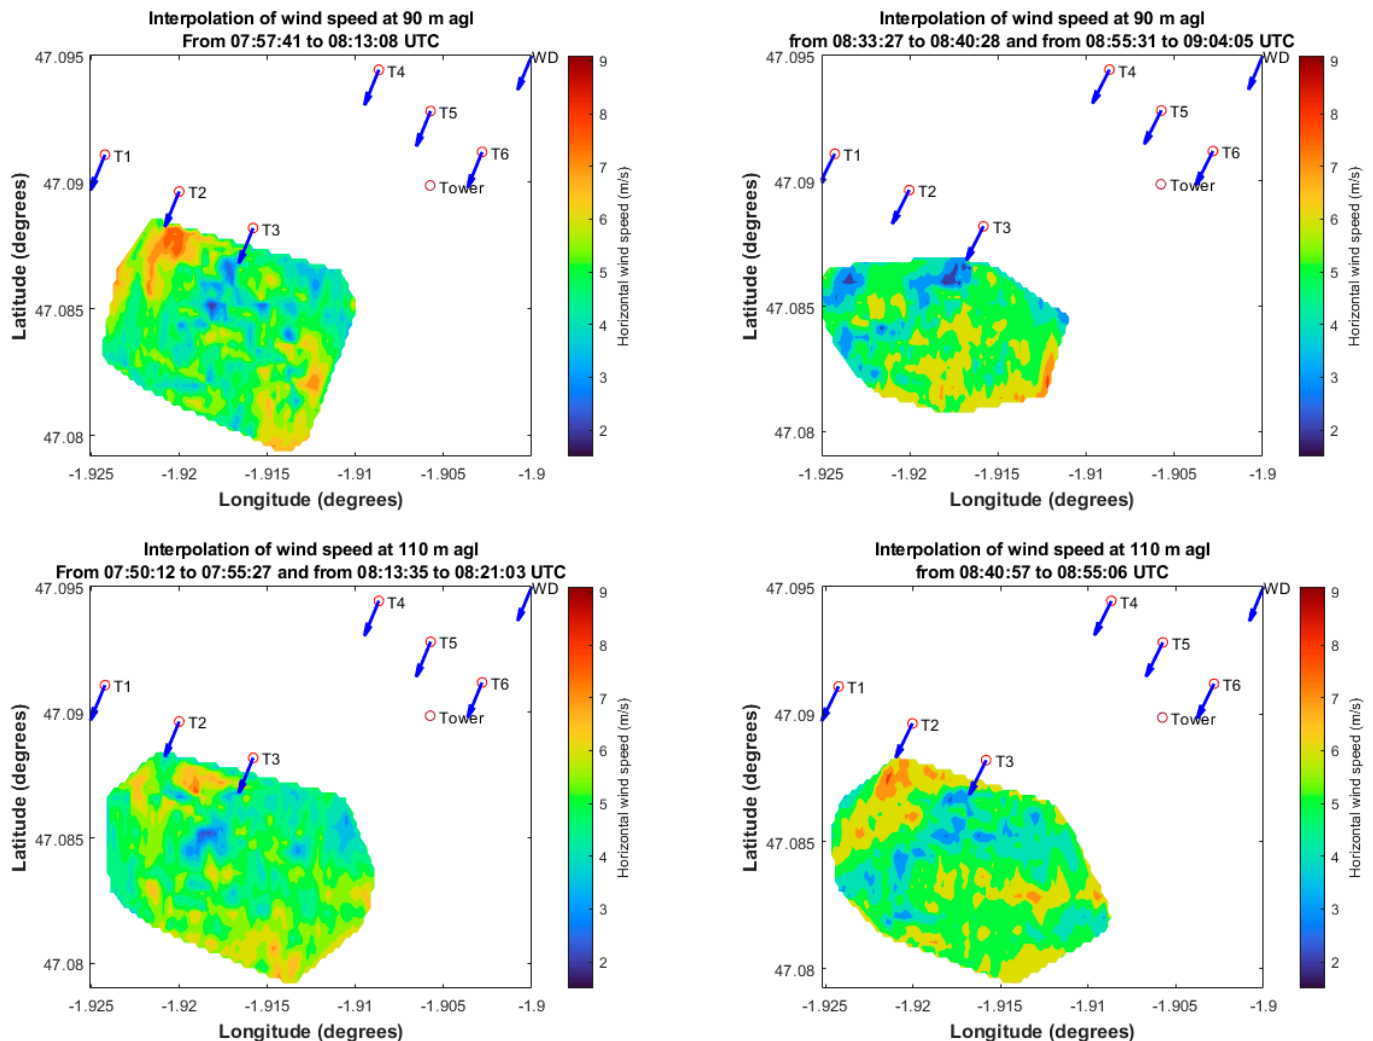 Interpolation of wind speed at 90 m agl
From 07:57:41 to 08:13:08 UTC
47.095
47.09
47.085
47.08
Latitude (degrees)
-1.925
-1.92
-1.915
-1.91
-1.905
-1.9
Longitude (degrees)
T1
T2
T3
T4
T5
T6
Tower
WD
9
8
7
6
5
4
3
2
Horizontal wind speed (m/s)
Interpolation of wind speed at 90 m agl
from 08:33:27 to 08:40:28 and from 08:55:31 to 09:04:05 UTC
47.095
47.09
47.085
47.08
Latitude (degrees)
-1.925
-1.92
-1.915
-1.91
-1.905
-1.9
Longitude (degrees)
T1
T2
T3
T4
T5
T6
Tower
WD
9
8
7
6
5
4
3
2
Horizontal wind speed (m/s)
Interpolation of wind speed at 110 m agl
From 07:50:12 to 07:55:27 and from 08:13:35 to 08:21:03 UTC
47.095
47.09
47.085
47.08
Latitude (degrees)
-1.925
-1.92
-1.915
-1.91
-1.905
-1.9
Longitude (degrees)
T1
T2
T3
T4
T5
T6
Tower
WD
9
8
7
6
5
4
3
2
Horizontal wind speed (m/s)
Interpolation of wind speed at 110 m agl
from 08:40:57 to 08:55:06 UTC
47.095
47.09
47.085
47.08
Latitude (degrees)
-1.925
-1.92
-1.915
-1.91
-1.905
-1.9
Longitude (degrees)
T1
T2
T3
T4
T5
T6
Tower
WD
9
8
7
6
5
4
3
2
Horizontal wind speed (m/s)